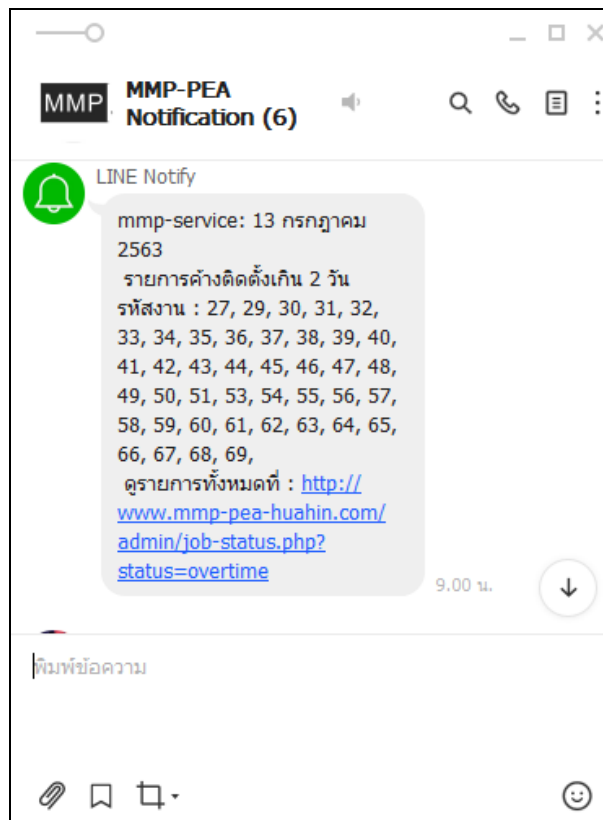 MMP
MMP-PEA
Notification (6)
LINE Notify
mmp-service: 13 กรกฎาคม
2563
รายการค้างติดตั้งเกิน 2 วัน
รหัสงาน : 27, 29, 30, 31, 32,
33, 34, 35, 36, 37, 38, 39, 40,
41, 42, 43, 44, 45, 46, 47, 48,
49, 50, 51, 53, 54, 55, 56, 57,
58, 59, 60, 61, 62, 63, 64, 65,
66, 67, 68, 69,
ดูรายการทั้งหมดที่ : http://
www.mmp-pea-huahin.com/
admin/job-status.php?
status=overtime
9.00 น.
พิมพ์ข้อความ